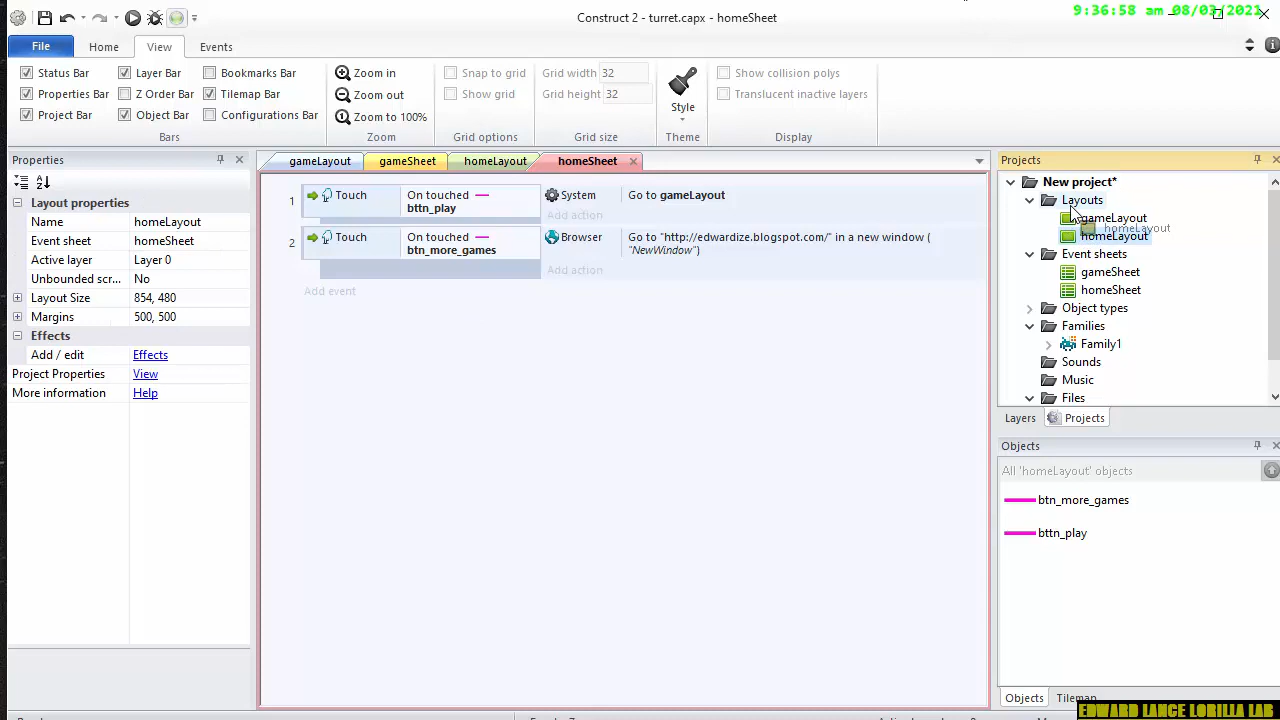 Construct 2 - turret.capx - homeSheet
9:36:58 am 08/03/2021
File Home View Events
Status Bar Layer Bar Bookmarks Bar Zoom in Snap to grid Grid width 32 Show collision polys
Properties Bar Z Order Bar Tilemap Bar Zoom out Show grid Grid height 32 Style Translucent inactive layers
Project Bar Object Bar Configurations Bar Zoom to 100%
Bars Zoom Grid options Grid size Theme Display
Properties
Layout properties
Name homeLayout
Event sheet homeSheet
Active layer Layer 0
Unbounded scr... No
Layout Size 854, 480
Margins 500, 500
Effects
Add / edit Effects
Project Properties View
More information Help
gameLayout gameSheet homeLayout homeSheet
1 Touch On touched bttn_play System Go to gameLayout
Add action
2 Touch On touched btn_more_games Browser Go to "http://edwardize.blogspot.com/" in a new window (
"NewWindow")
Add action
Add event
Projects
New project*
Layouts
gameLayout
homeLayout
homeLayout
Event sheets
gameSheet
homeSheet
Object types
Families
Family1
Sounds
Music
Files
Layers Projects
Objects
All 'homeLayout' objects
btn_more_games
bttn_play
Objects Tilemap
EDWARD LANCE LORILLA LAB